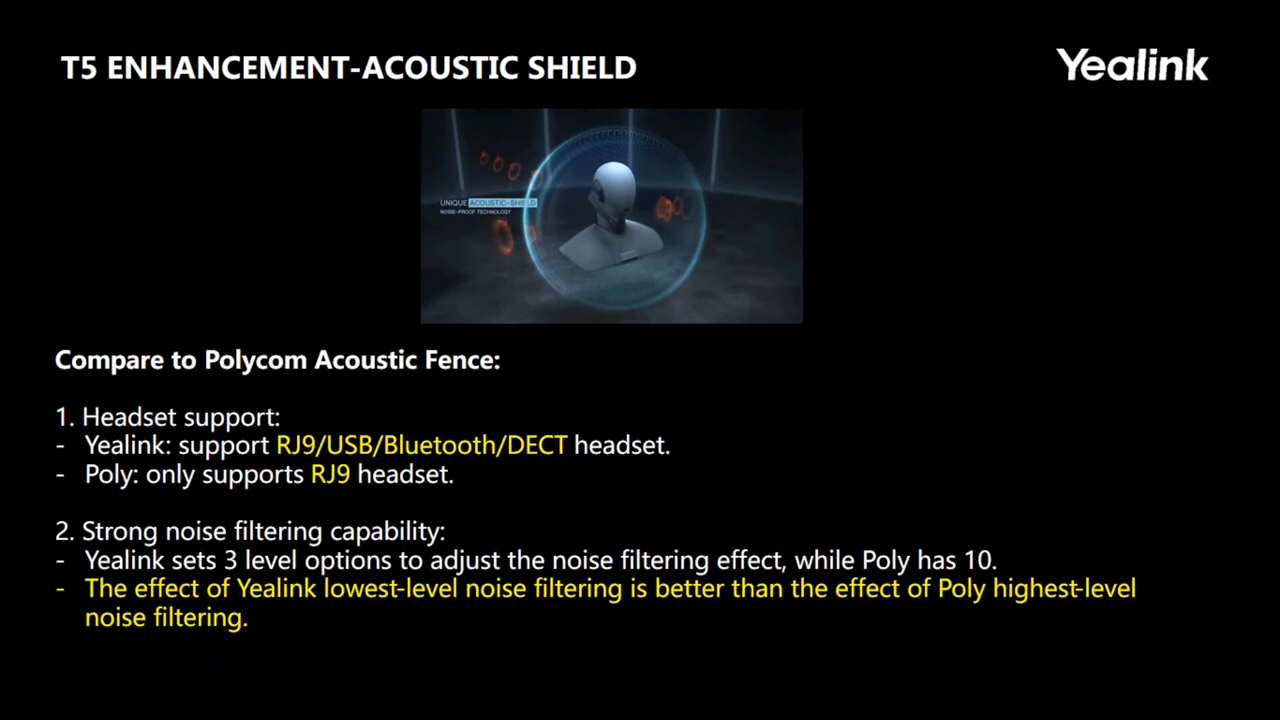 T5 ENHANCEMENT-ACOUSTIC SHIELD
Yealink
UNIQUE ACOUSTIC-SHIELD
NOISE-PROOF TECHNOLOGY
Compare to Polycom Acoustic Fence:
1. Headset support:
- Yealink: support RJ9/USB/Bluetooth/DECT headset.
- Poly: only supports RJ9 headset.
2. Strong noise filtering capability:
- Yealink sets 3 level options to adjust the noise filtering effect, while Poly has 10.
- The effect of Yealink lowest-level noise filtering is better than the effect of Poly highest-level
noise filtering.